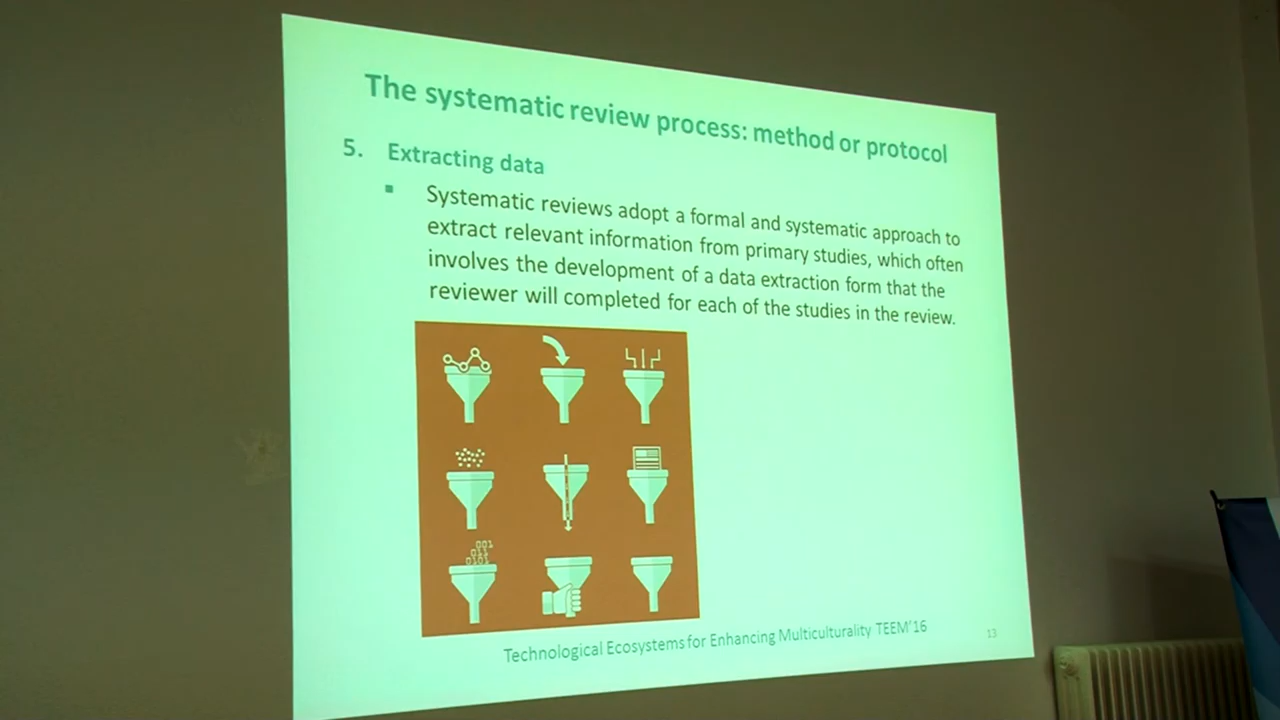 The systematic review process: method or protocol
5. Extracting data
▪ Systematic reviews adopt a formal and systematic approach to
extract relevant information from primary studies, which often
involves the development of a data extraction form that the
reviewer will completed for each of the studies in the review.
Technological Ecosystems for Enhancing Multiculturality TEEM'16
13